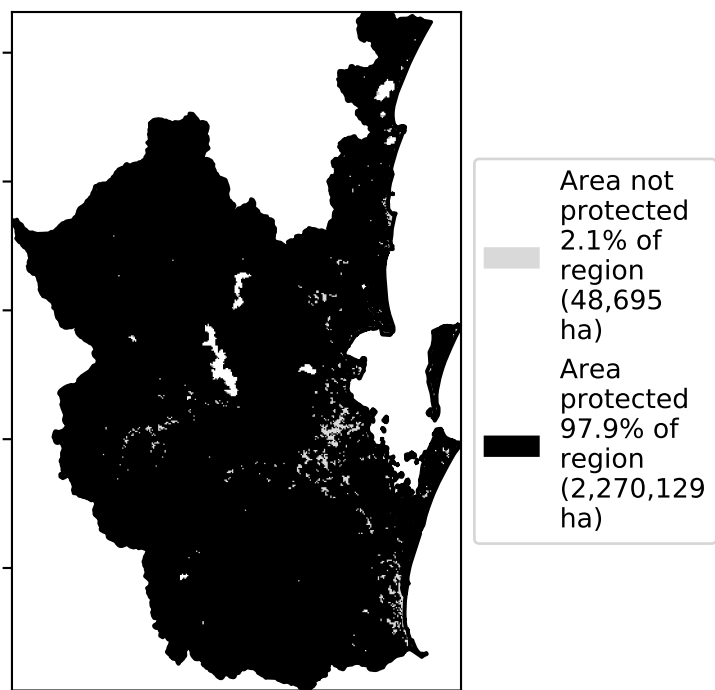 Area not
protected
2.1% of
region
(48,695
ha)
Area
protected
97.9% of
region
(2,270,129
ha)